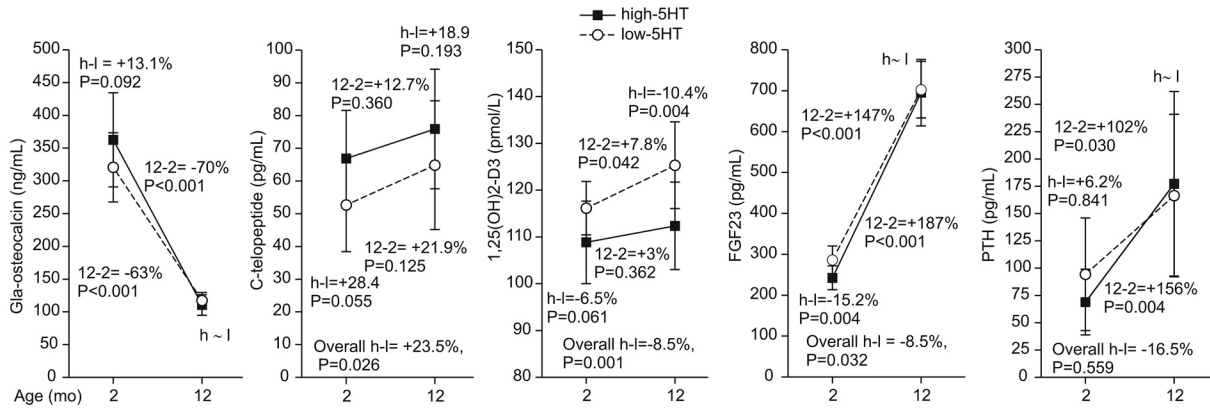 high-5HT
low-5HT
Gla-osteocalcin (ng/mL)
500
450
400
350
300
250
200
150
100
50
0
h-l = +13.1%
P=0.092
12-2= -70%
P<0.001
12-2= -63%
P<0.001
h ~ l
Age (mo)
2
12
C-telopeptide (pg/mL)
100
90
80
70
60
50
40
30
20
10
0
h-l=+18.9
P=0.193
12-2=+12.7%
P=0.360
12-2= +21.9%
P=0.125
h-l=+28.4
P=0.055
Overall h-l= +23.5%,
P=0.026
2
12
1,25(OH)2-D3 (pmol/L)
150
140
130
120
110
100
90
80
h-l=-10.4%
P=0.004
12-2=+7.8%
P=0.042
12-2=+3%
P=0.362
h-l=-6.5%
P=0.061
Overall h-l=-8.5%,
P=0.001
2
12
FGF23 (pg/mL)
800
700
600
500
400
300
200
100
0
h~ l
12-2=+147%
P<0.001
12-2=+187%
P<0.001
h-l=-15.2%
P=0.004
Overall h-l = -8.5%,
P=0.032
2
12
PTH (pg/mL)
300
275
250
225
200
175
150
125
100
75
50
25
0
h~ l
12-2=+102%
P=0.030
h-l=+6.2%
P=0.841
12-2=+156%
P=0.004
Overall h-l= -16.5%
P=0.559
2
12